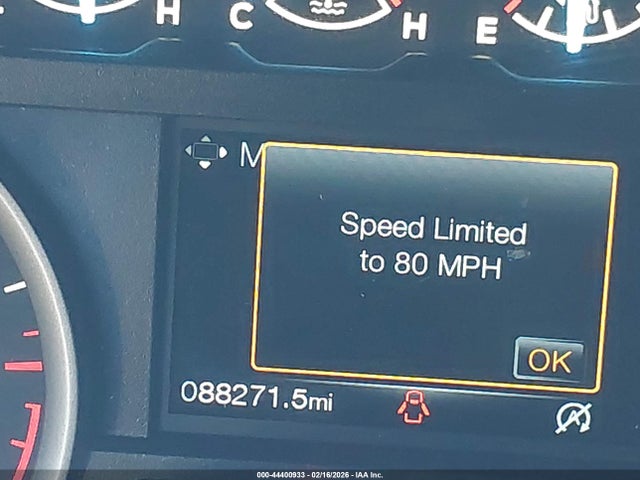 H
C
H
E
M
Speed Limited
to 80 MPH
OK
088271.5mi
000-44400933 - 02/16/2026 - IAA Inc.